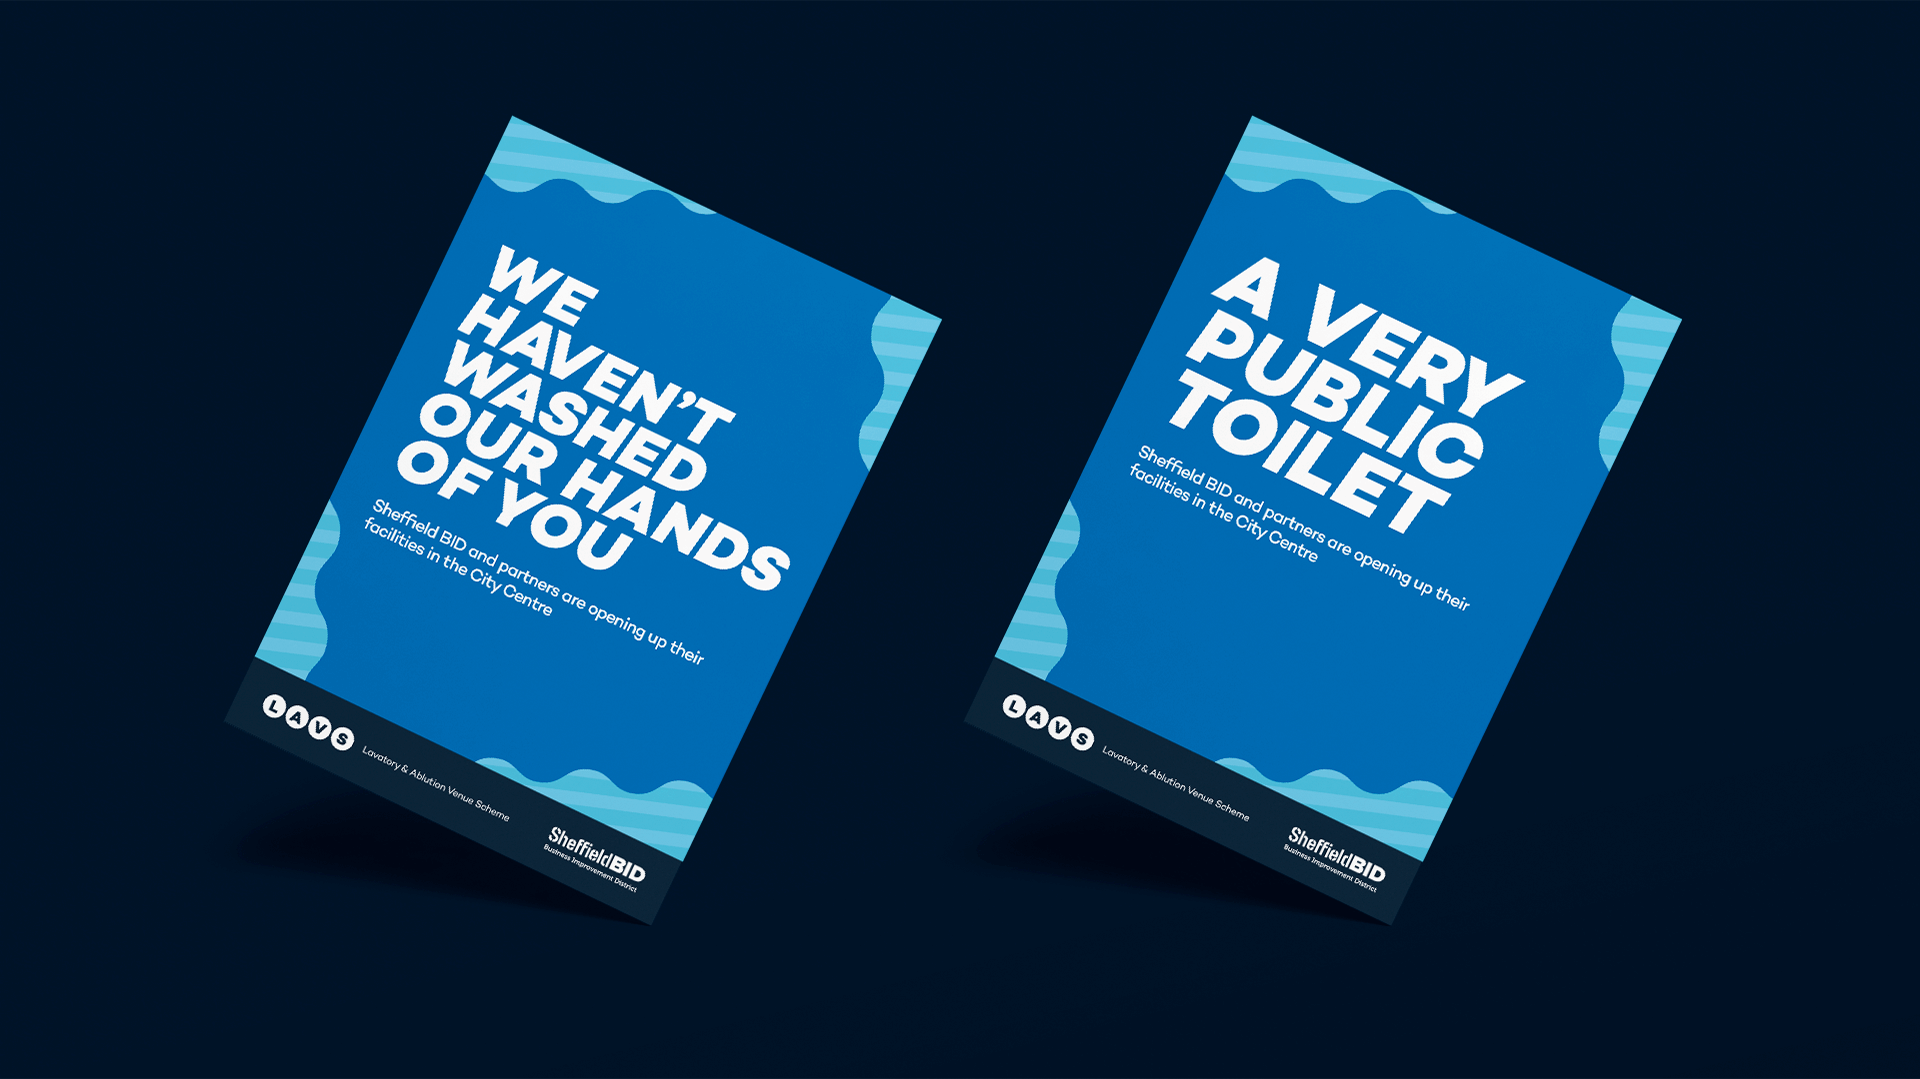 WE
HAVEN'T
WASHED
OUR HANDS
OF YOU
Sheffield BID and partners are opening up their
facilities in the City Centre
LAVS
Lavatory & Ablution Venue Scheme
SheffieldBID
Business Improvement District
A VERY
PUBLIC
TOILET
Sheffield BID and partners are opening up their
facilities in the City Centre
LAVS
Lavatory & Ablution Venue Scheme
SheffieldBID
Business Improvement District